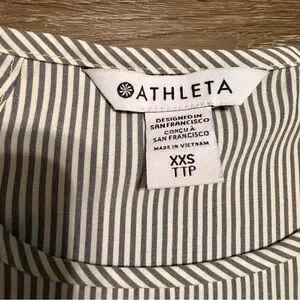 ATHLETA
DESIGNED IN
SAN FRANCISCO
CONÇU À
SAN FRANCISCO
MADE IN VIETNAM
XXS
TTP